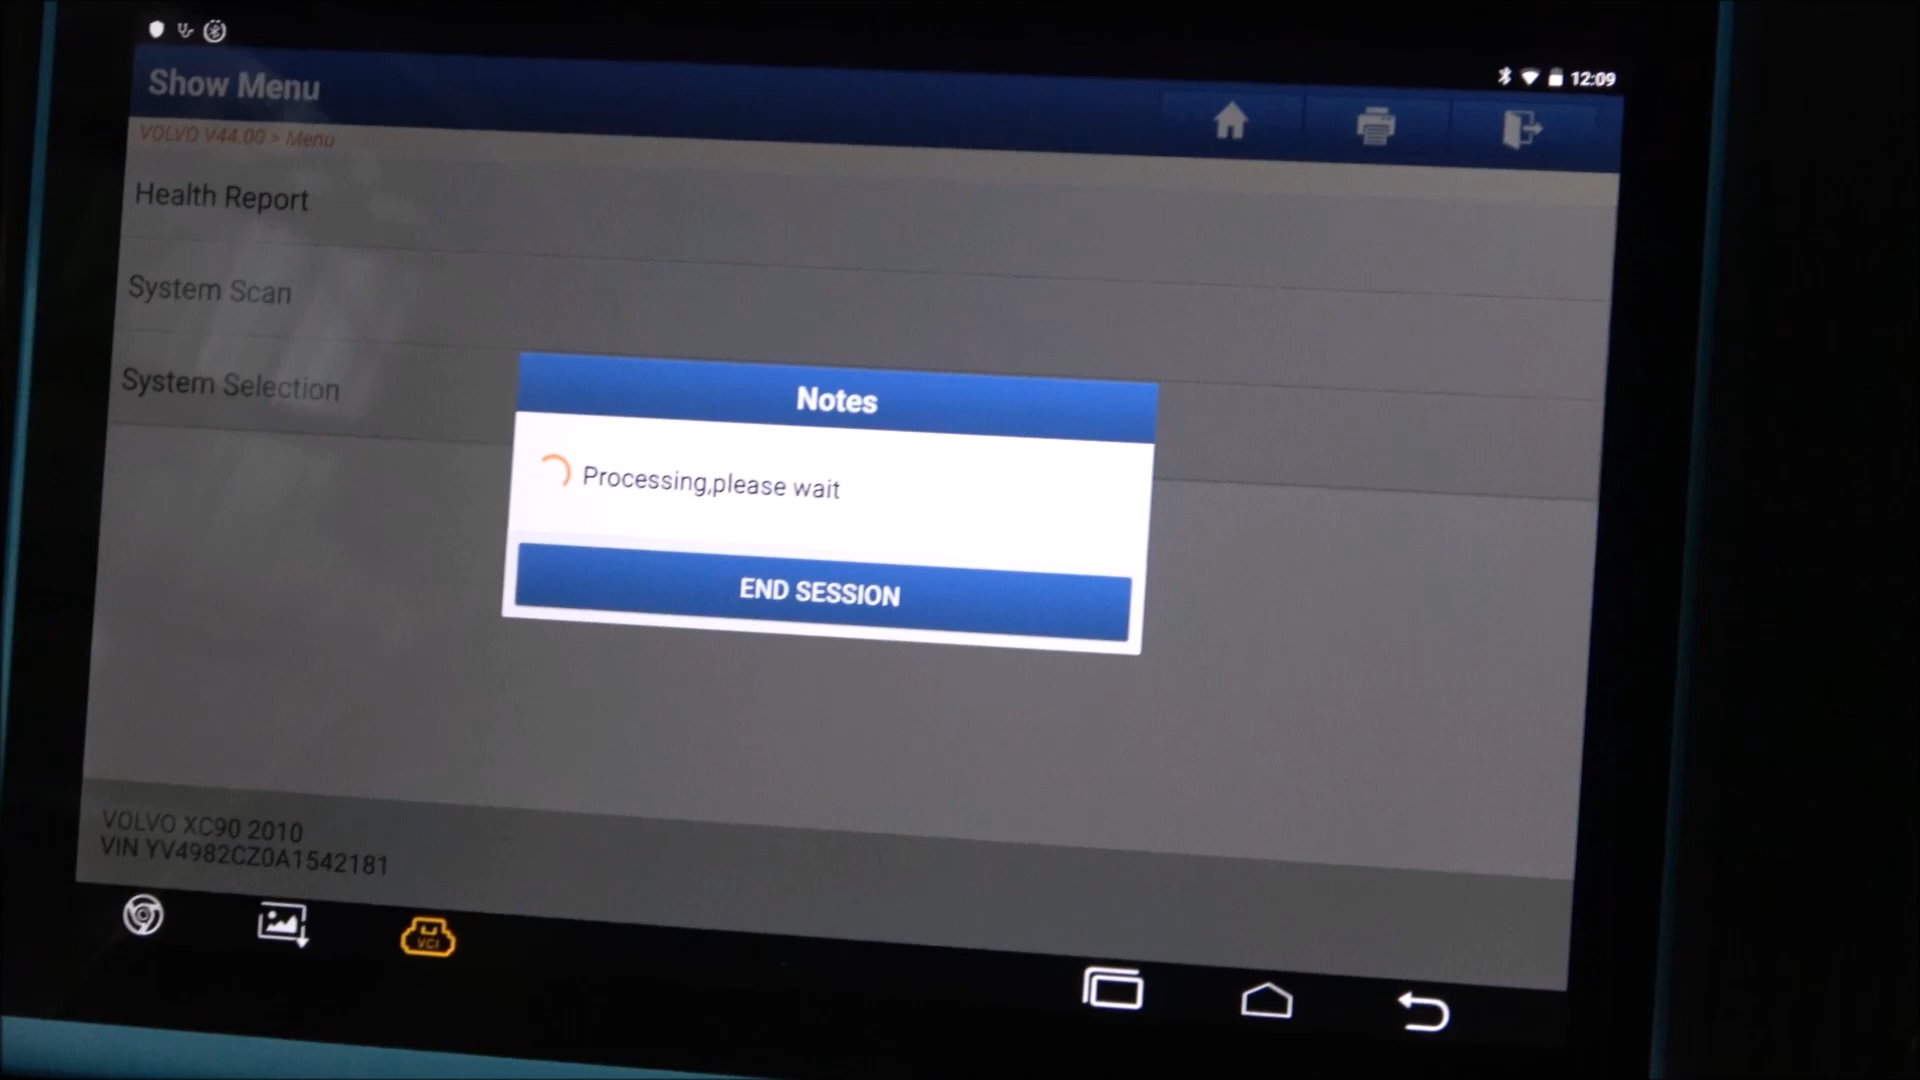 12:09
Show Menu
VOLVO V44.00 > Menu
Health Report
System Scan
System Selection
Notes
Processing,please wait
END SESSION
VOLVO XC90 2010
VIN YV4982CZ0A1542181
VCI